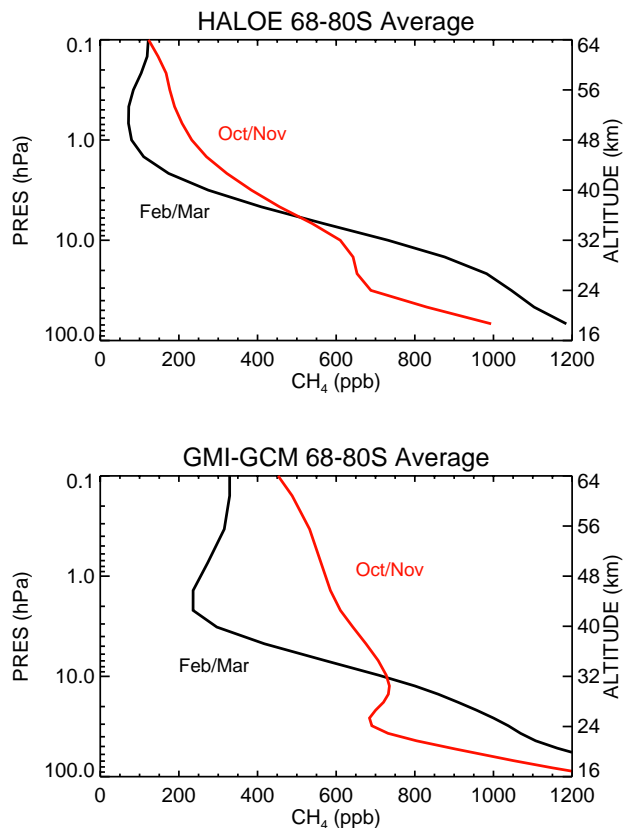 HALOE 68-80S Average
0.1
1.0
10.0
100.0
PRES (hPa)
64
56
48
40
32
24
16
ALTITUDE (km)
Oct/Nov
Feb/Mar
0 200 400 600 800 1000 1200
CH₄ (ppb)
GMI-GCM 68-80S Average
0.1
1.0
10.0
100.0
PRES (hPa)
64
56
48
40
32
24
16
ALTITUDE (km)
Oct/Nov
Feb/Mar
0 200 400 600 800 1000 1200
CH₄ (ppb)